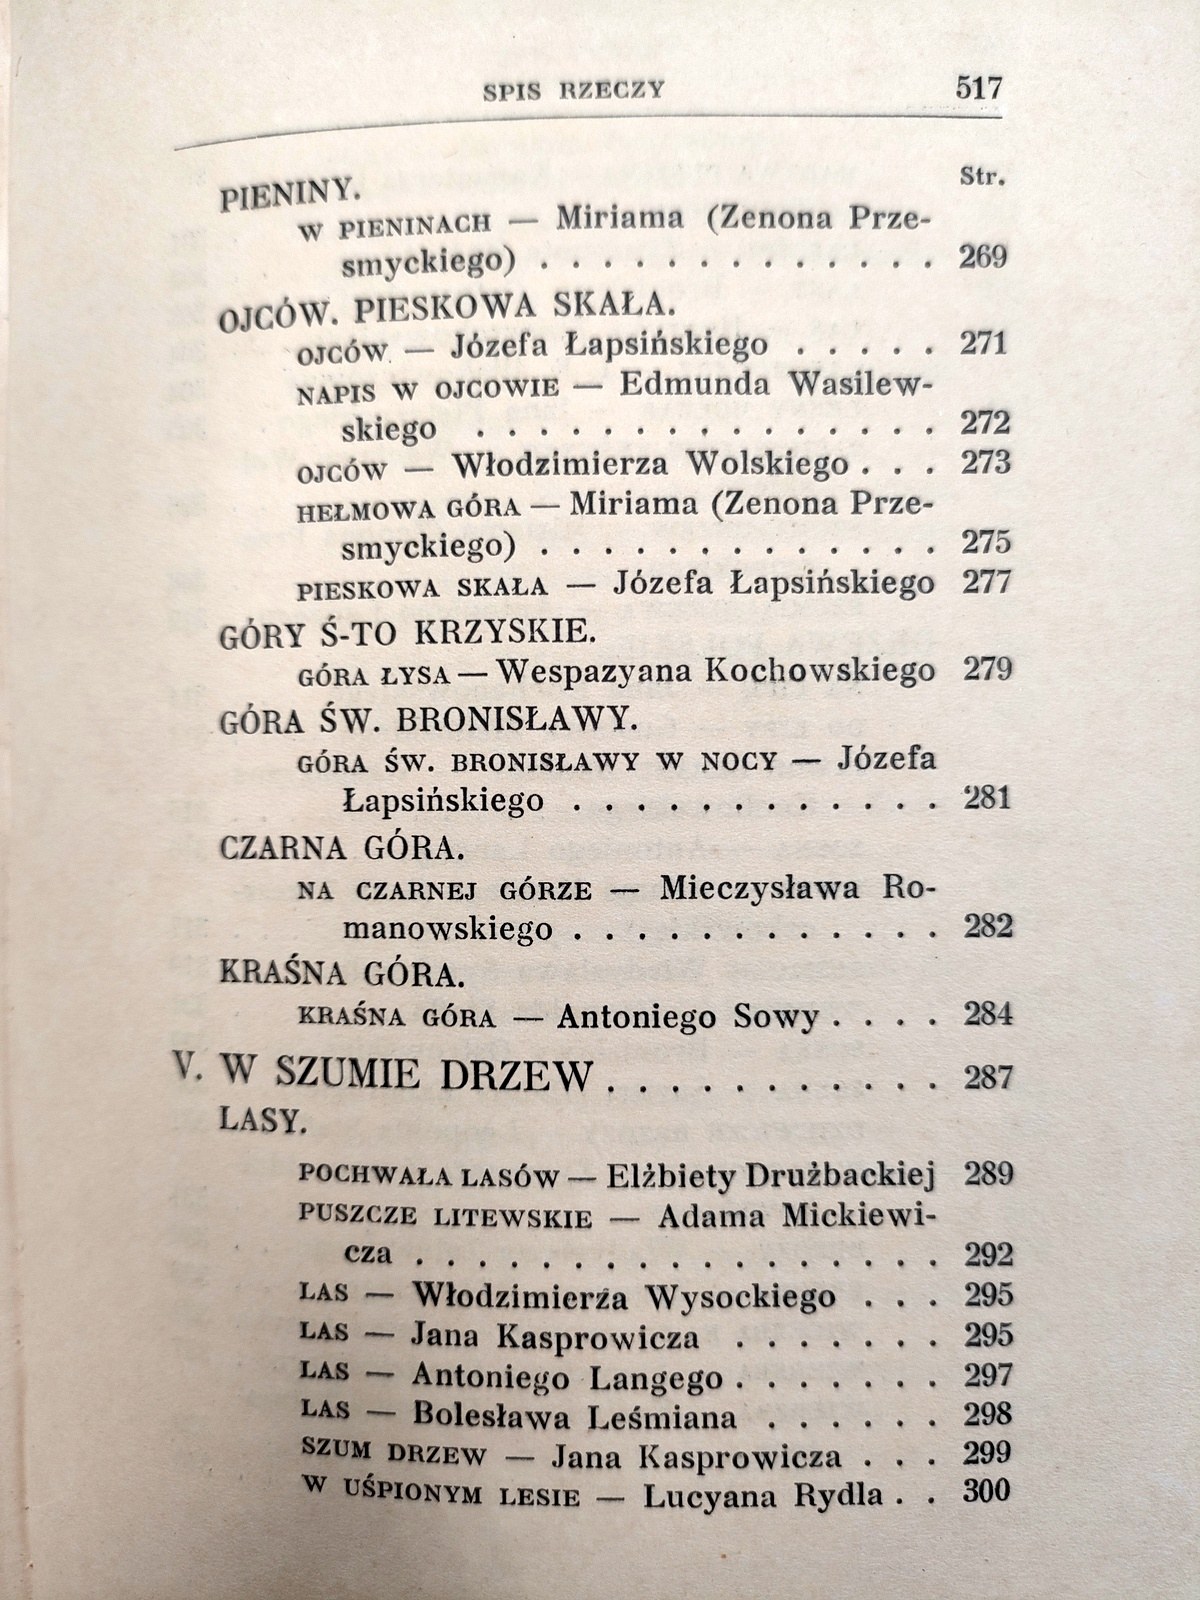 SPIS RZECZY 517
Str.
PIENINY.
W PIENINACH — Miriama (Zenona Prze-
smyckiego) . . . . . . . . . . . . . 269
OJCÓW. PIESKOWA SKAŁA.
OJCÓW — Józefa Łapsińskiego . . . . . 271
NAPIS W OJCOWIE — Edmunda Wasilew-
skiego . . . . . . . . . . . . . . . 272
OJCÓW — Włodzimierza Wolskiego . . . 273
HEŁMOWA GÓRA — Miriama (Zenona Prze-
smyckiego) . . . . . . . . . . . . . 275
PIESKOWA SKAŁA — Józefa Łapsińskiego 277
GÓRY Ś-TO KRZYSKIE.
GÓRA ŁYSA — Wespazyana Kochowskiego 279
GÓRA ŚW. BRONISŁAWY.
GÓRA ŚW. BRONISŁAWY W NOCY — Józefa
Łapsińskiego . . . . . . . . . . . . 281
CZARNA GÓRA.
NA CZARNEJ GÓRZE — Mieczysława Ro-
manowskiego . . . . . . . . . . . . 282
KRAŚNA GÓRA.
KRAŚNA GÓRA — Antoniego Sowy . . . . 284
V. W SZUMIE DRZEW . . . . . . . . . . . 287
LASY.
POCHWAŁA LASÓW — Elżbiety Drużbackiej 289
PUSZCZE LITEWSKIE — Adama Mickiewi-
cza . . . . . . . . . . . . . . . . . 292
LAS — Włodzimierza Wysockiego . . . 295
LAS — Jana Kasprowicza . . . . . . . 295
LAS — Antoniego Langego . . . . . . . 297
LAS — Bolesława Leśmiana . . . . . . 298
SZUM DRZEW — Jana Kasprowicza . . . 299
W UŚPIONYM LESIE — Lucyana Rydla . . 300